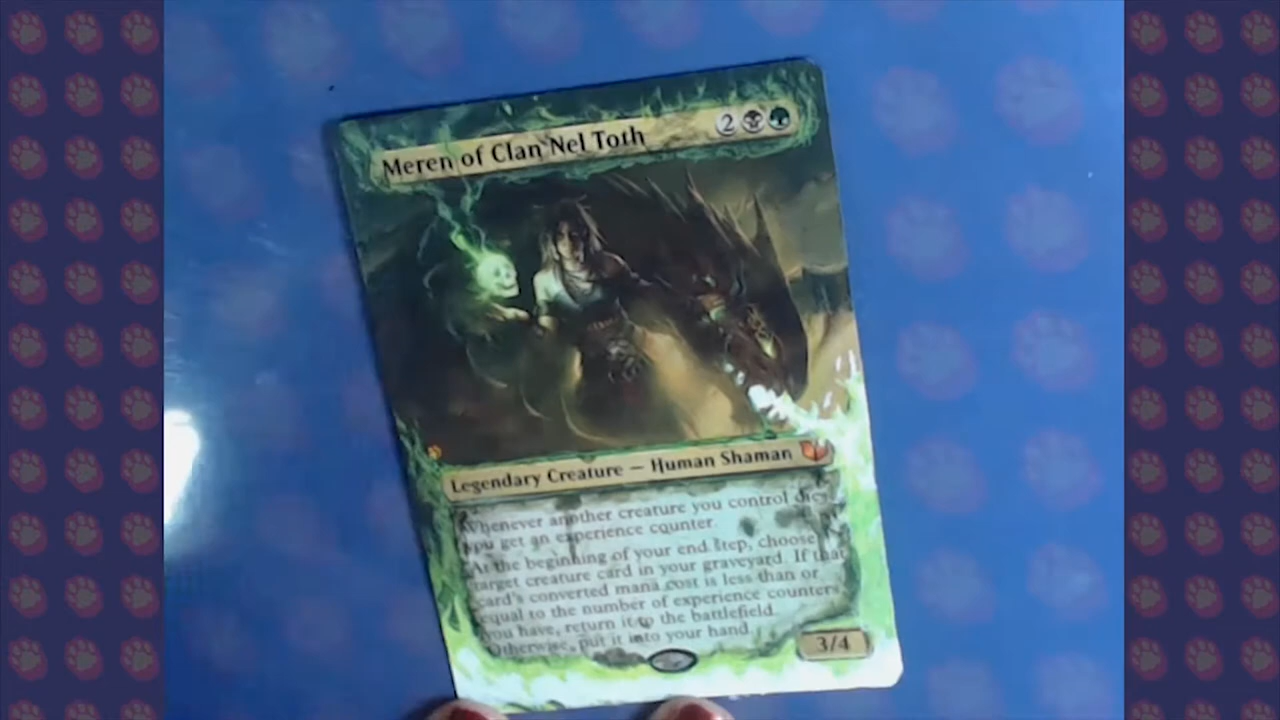 Meren of Clan Nel Toth 2
Legendary Creature — Human Shaman
Whenever another creature you control dies,
you get an experience counter.
At the beginning of your end step, choose
target creature card in your graveyard. If that
card's converted mana cost is less than or
equal to the number of experience counters
you have, return it to the battlefield.
Otherwise, put it into your hand.
3/4